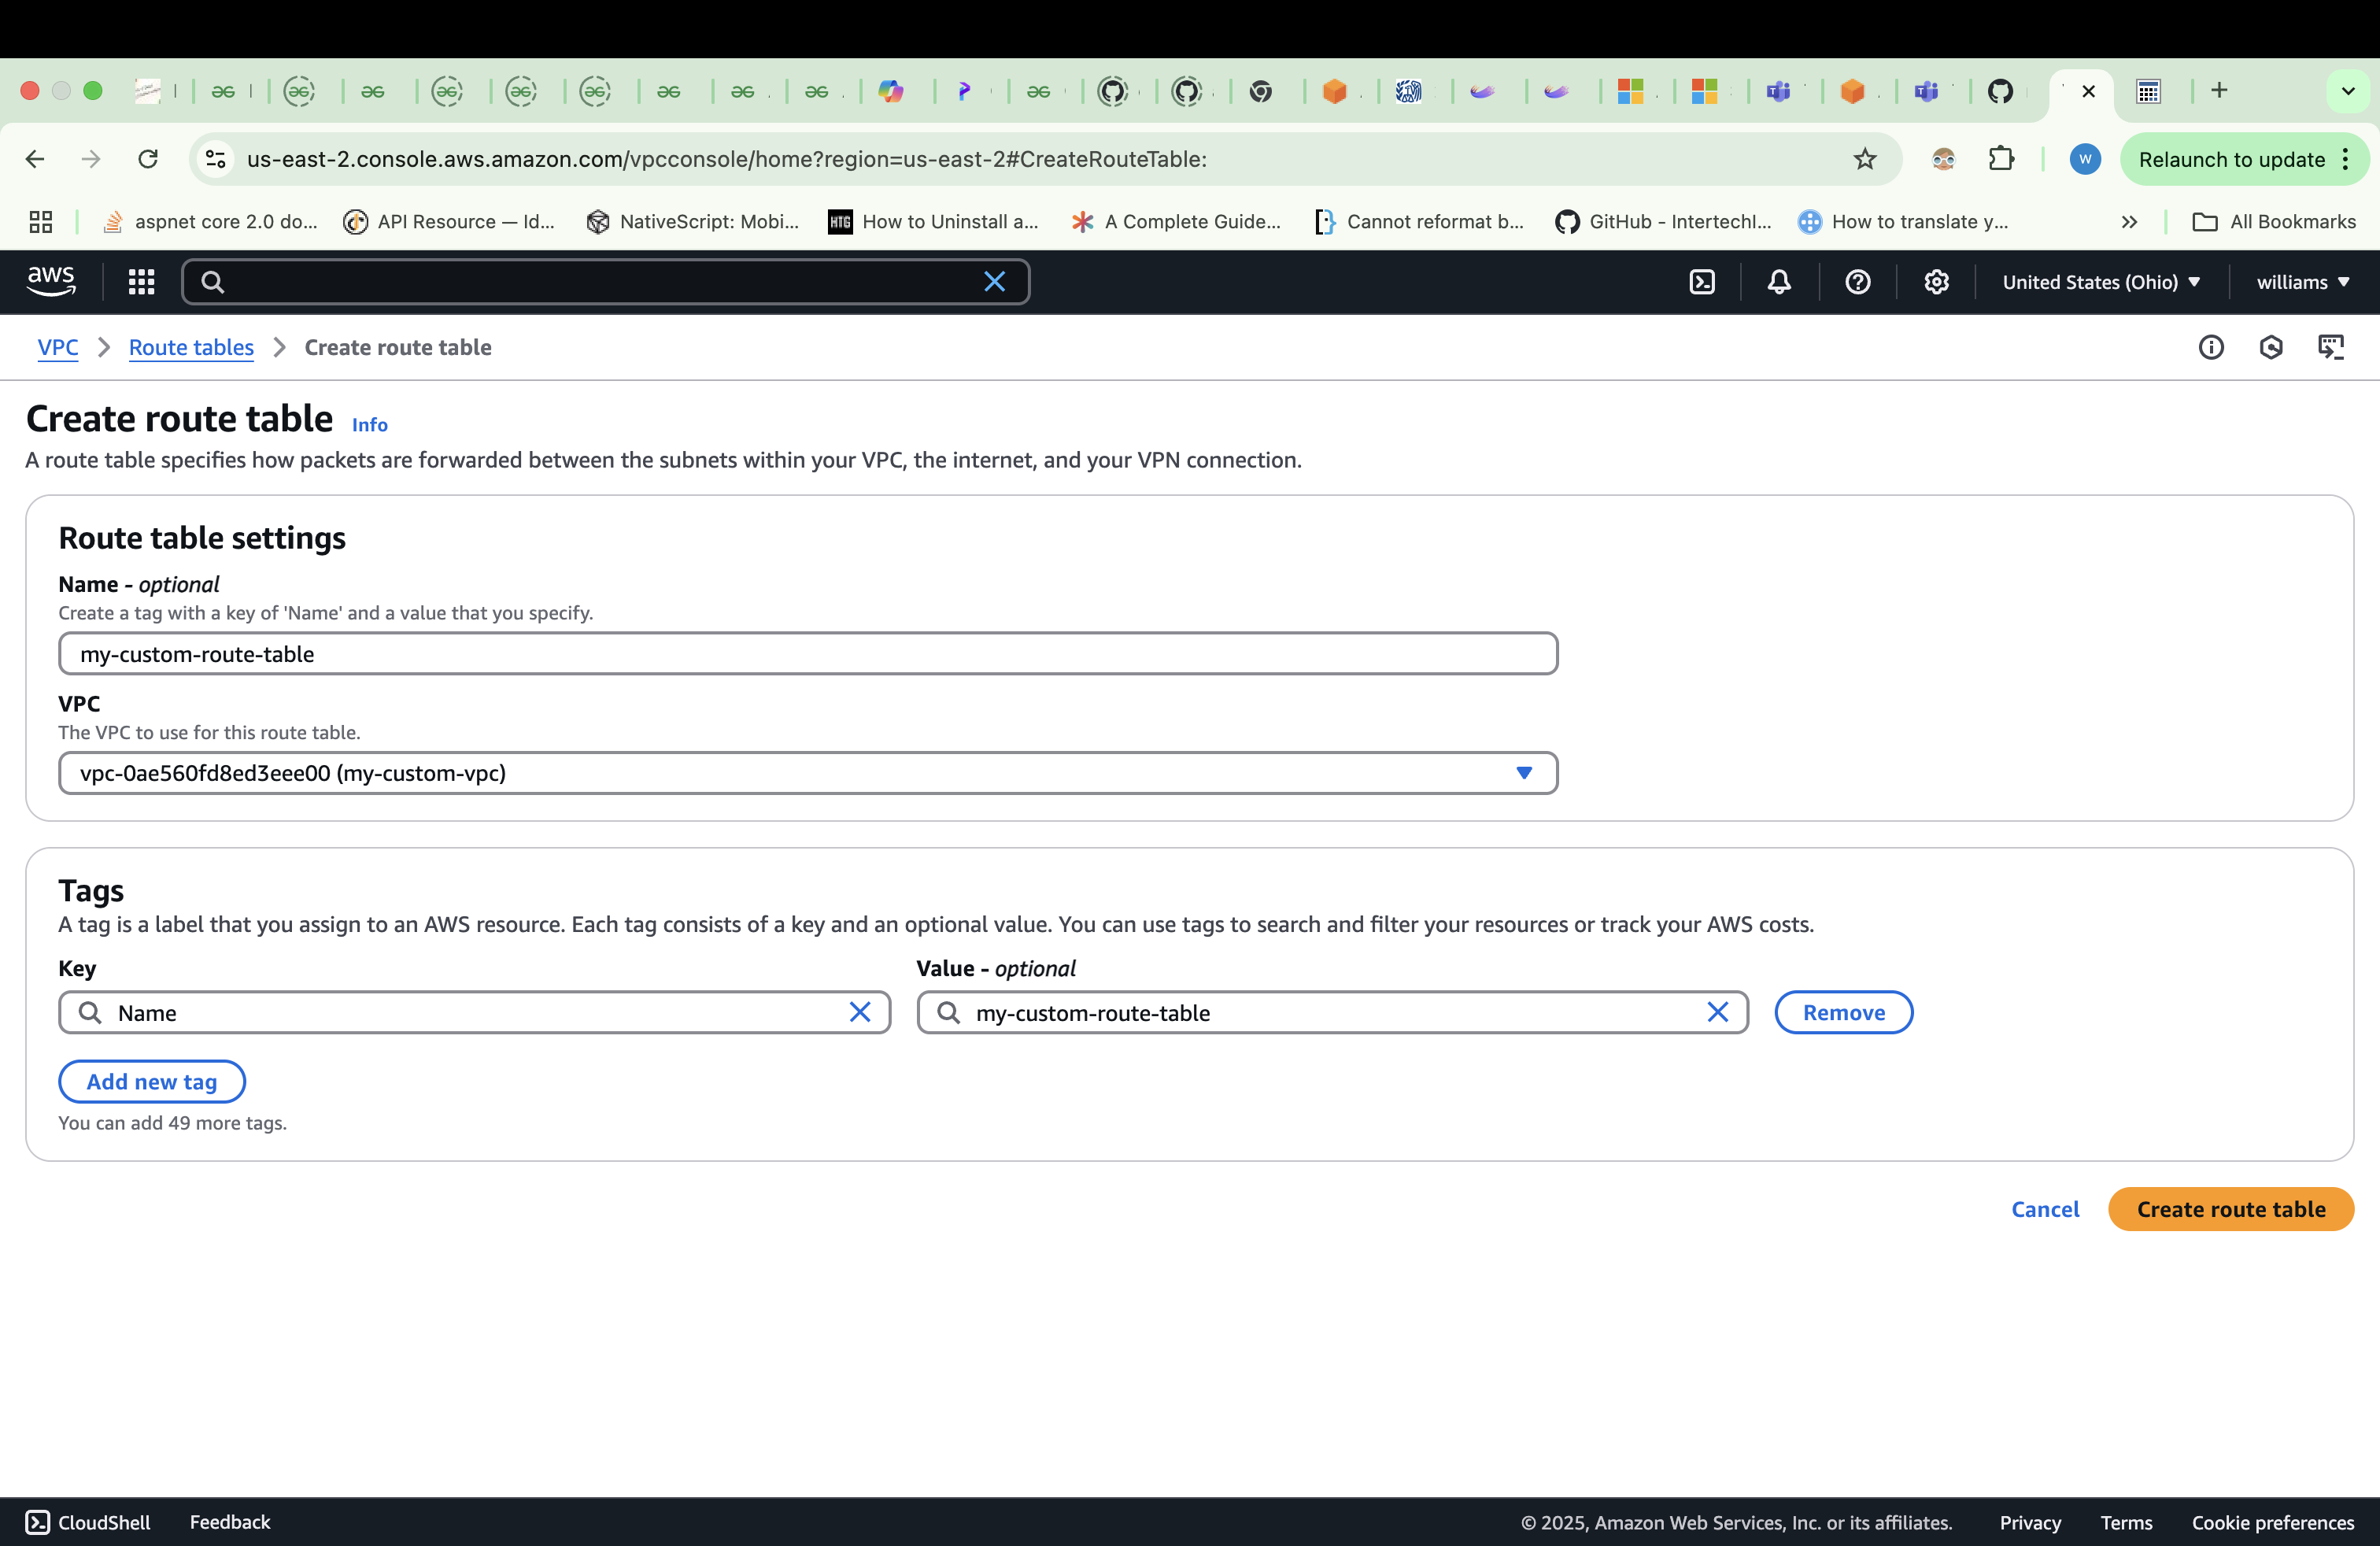 us-east-2.console.aws.amazon.com/vpcconsole/home?region=us-east-2#CreateRouteTable:
W
Relaunch to update
aspnet core 2.0 do...
API Resource — Id...
NativeScript: Mobi...
HTG
How to Uninstall a...
A Complete Guide...
Cannot reformat b...
GitHub - Intertechl...
How to translate y...
All Bookmarks
aws
United States (Ohio)
williams
VPC
Route tables
Create route table
Create route table
Info
A route table specifies how packets are forwarded between the subnets within your VPC, the internet, and your VPN connection.
Route table settings
Name - optional
Create a tag with a key of 'Name' and a value that you specify.
my-custom-route-table
VPC
The VPC to use for this route table.
vpc-0ae560fd8ed3eee00 (my-custom-vpc)
Tags
A tag is a label that you assign to an AWS resource. Each tag consists of a key and an optional value. You can use tags to search and filter your resources or track your AWS costs.
Key
Value - optional
Name
my-custom-route-table
Remove
Add new tag
You can add 49 more tags.
Cancel
Create route table
CloudShell
Feedback
© 2025, Amazon Web Services, Inc. or its affiliates.
Privacy
Terms
Cookie preferences